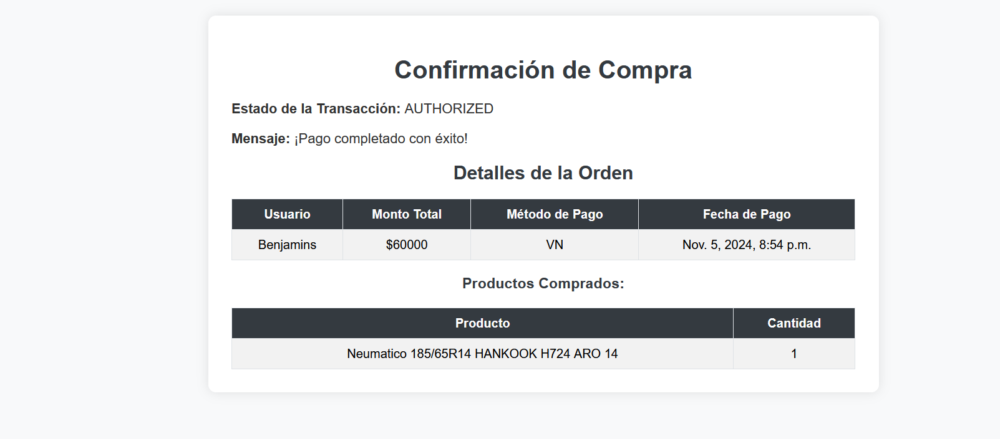 Confirmación de Compra
Estado de la Transacción: AUTHORIZED
Mensaje: ¡Pago completado con éxito!
Detalles de la Orden
Usuario Monto Total Método de Pago Fecha de Pago
Benjamins $60000 VN Nov. 5, 2024, 8:54 p.m.
Productos Comprados:
Producto Cantidad
Neumatico 185/65R14 HANKOOK H724 ARO 14 1